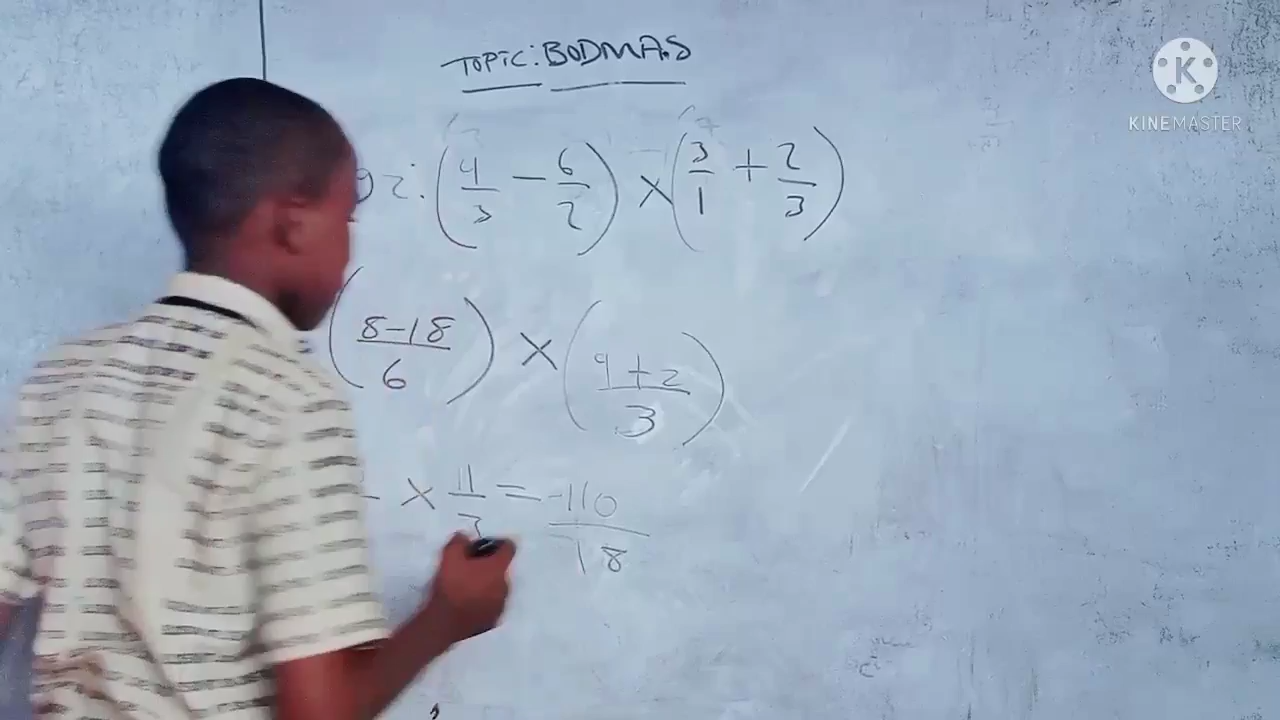 TOPIC: BODMAS
K
KINEMASTER
92: (4/3 - 6/2) × (3/1 + 2/3)
(8-18/6) × (9+2/3)
× 11/3 = -110/18